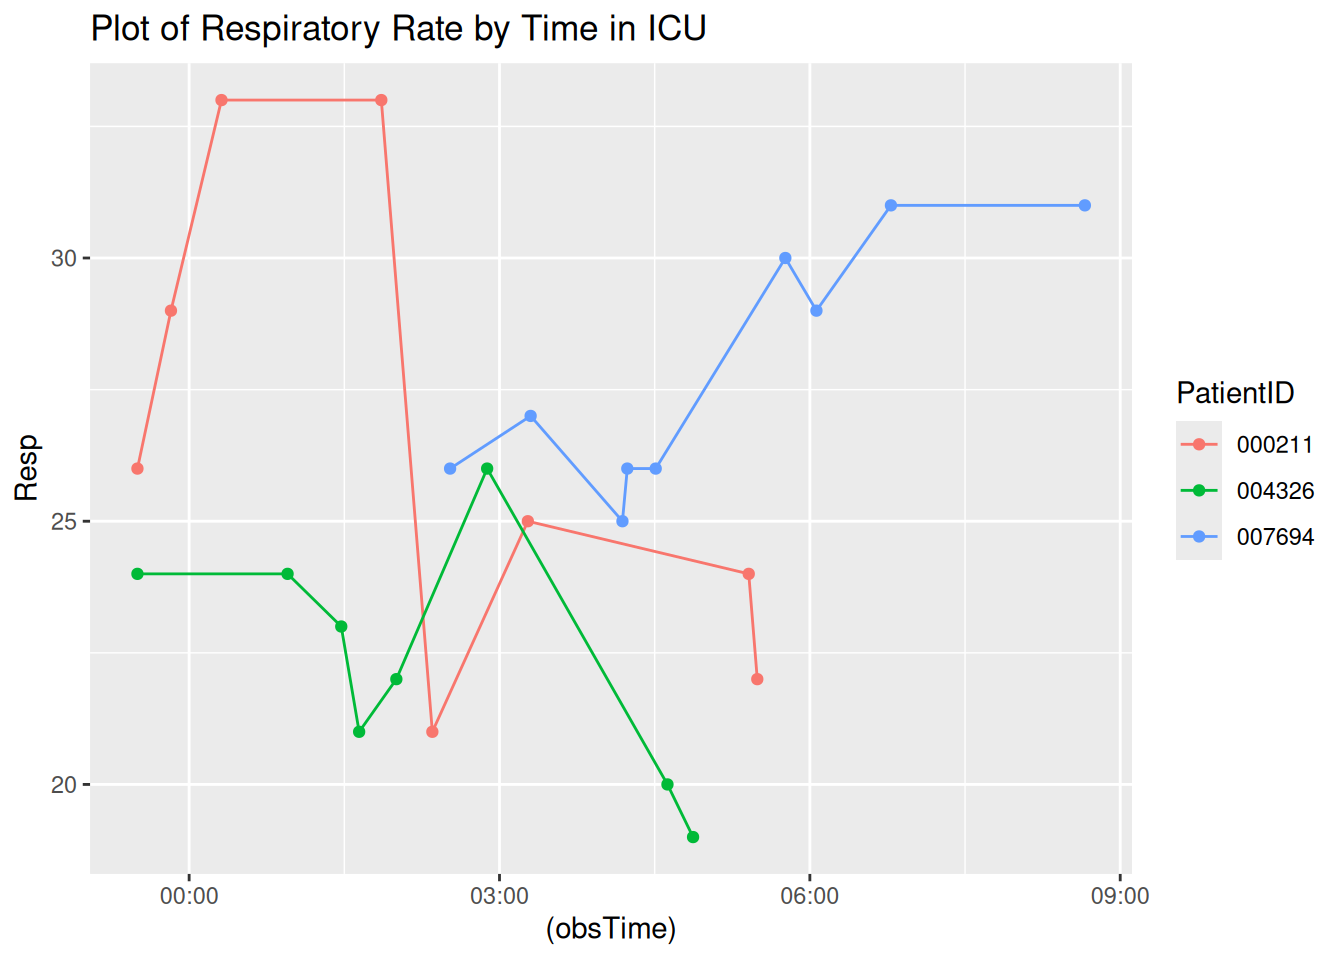 Plot of Respiratory Rate by Time in ICU
Resp
30
25
20
00:00 03:00 06:00 09:00
(obsTime)
PatientID
000211
004326
007694